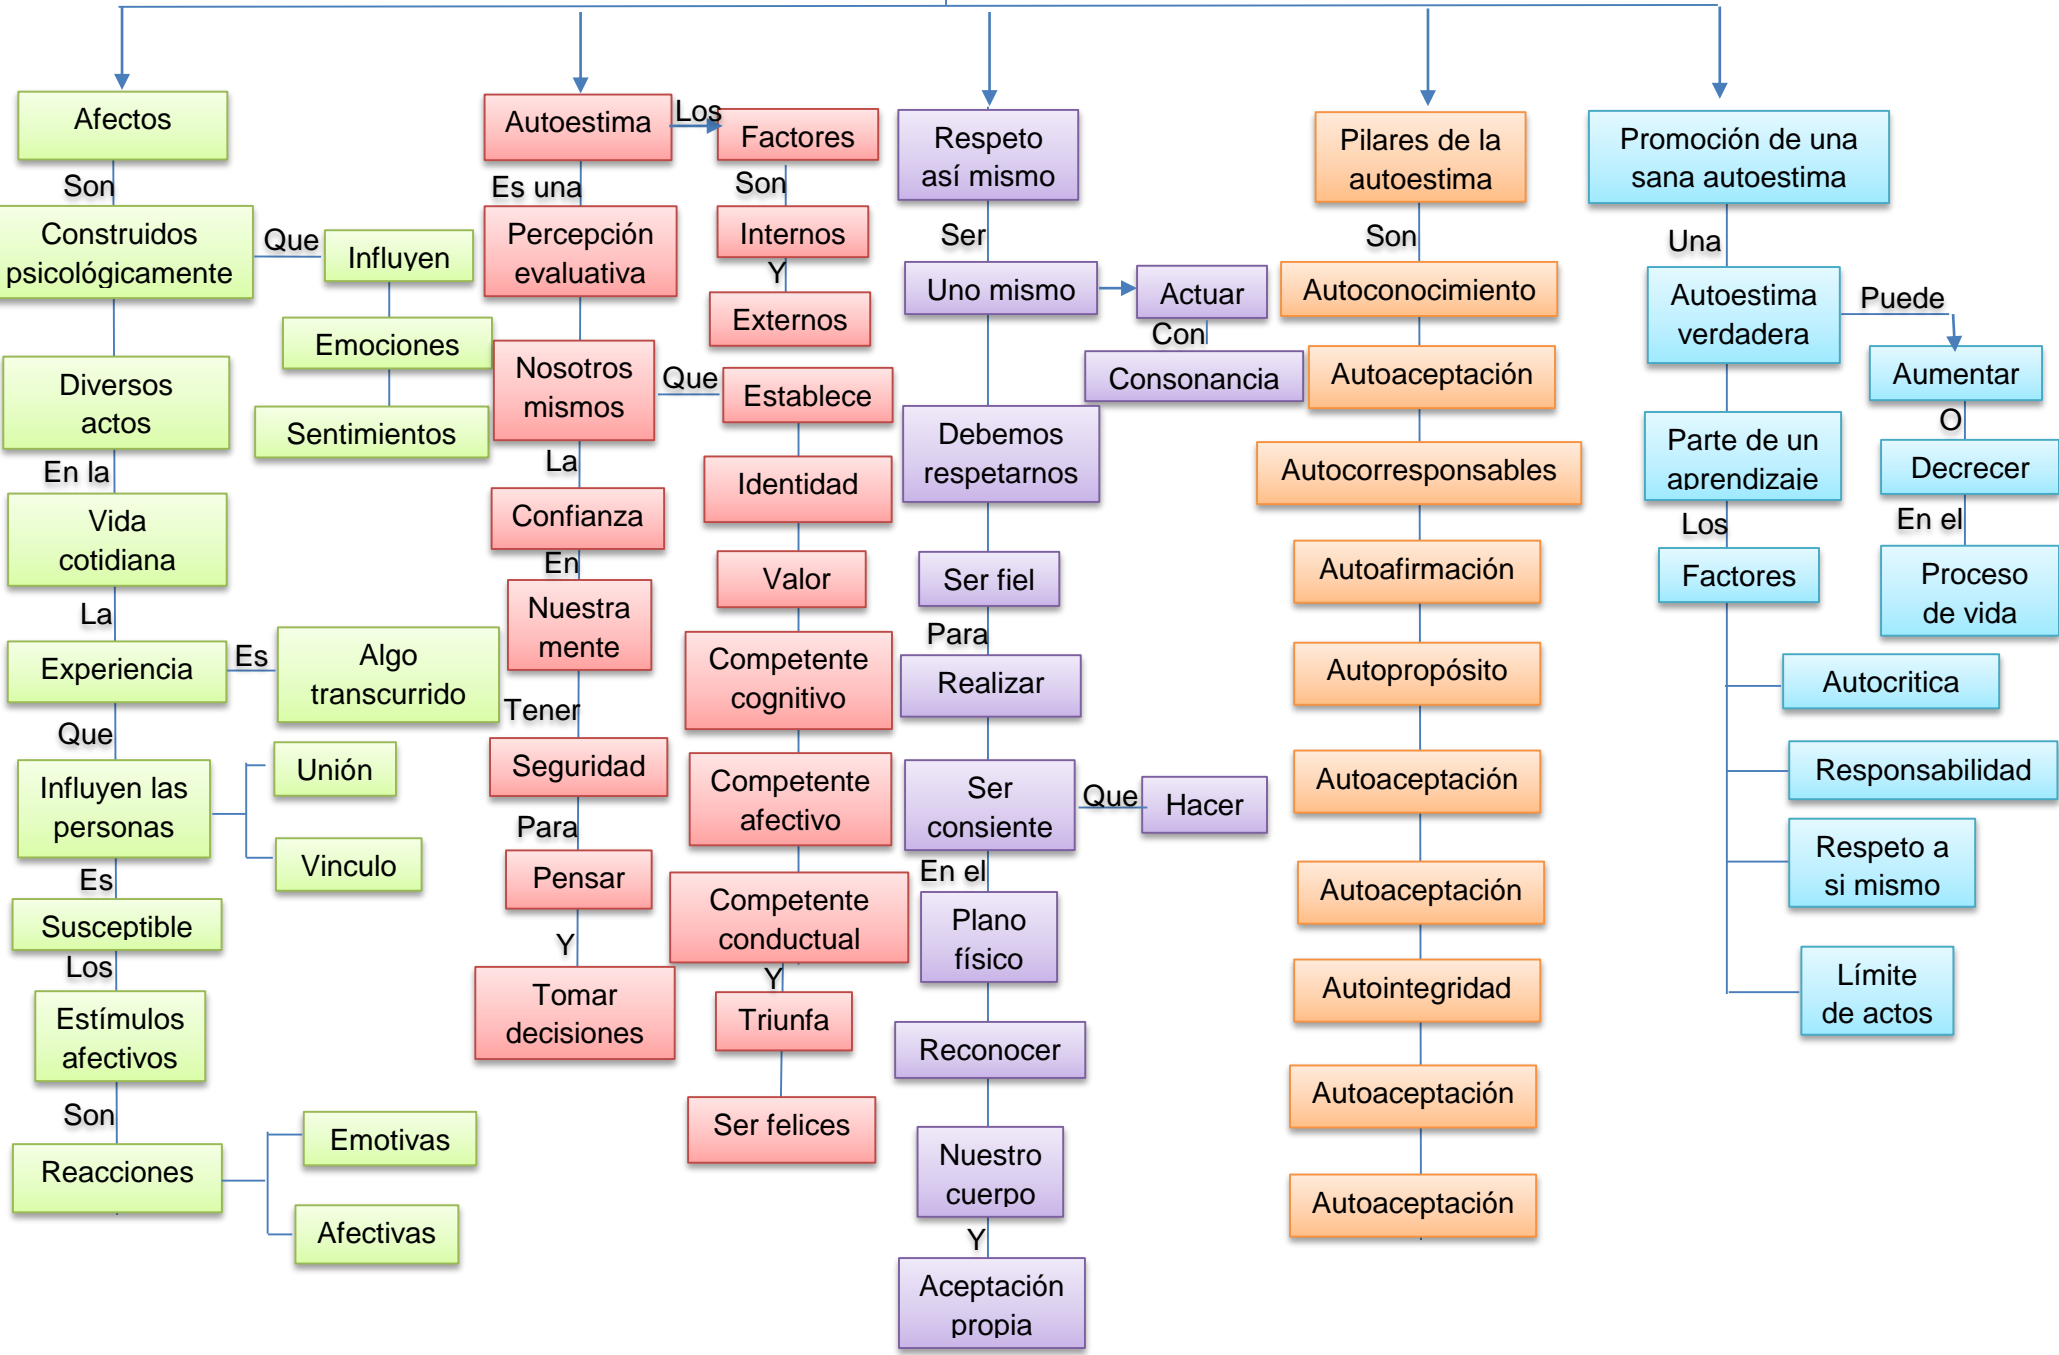 Afectos
Son
Construidos
psicológicamente
Que
Influyen
Emociones
Sentimientos
Diversos
actos
En la
Vida
cotidiana
La
Experiencia
Es
Algo
transcurrido
Que
Influyen las
personas
Unión
Vinculo
Es
Susceptible
Los
Estímulos
afectivos
Son
Reacciones
Emotivas
Afectivas
Autoestima
Los
Factores
Son
Internos
Y
Externos
Es una
Percepción
evaluativa
Nosotros
mismos
Que
Establece
Identidad
Valor
Competente
cognitivo
Competente
afectivo
Competente
conductual
Y
Triunfa
Ser felices
La
Confianza
En
Nuestra
mente
Tener
Seguridad
Para
Pensar
Y
Tomar
decisiones
Respeto
así mismo
Ser
Uno mismo
Actuar
Con
Consonancia
Debemos
respetarnos
Ser fiel
Para
Realizar
Ser
consiente
Que
Hacer
En el
Plano
físico
Reconocer
Nuestro
cuerpo
Y
Aceptación
propia
Pilares de la
autoestima
Son
Autoconocimiento
Autoaceptación
Autocorresponsables
Autoafirmación
Autopropósito
Autoaceptación
Autoaceptación
Autointegridad
Autoaceptación
Autoaceptación
Promoción de una
sana autoestima
Una
Autoestima
verdadera
Puede
Aumentar
O
Decrecer
En el
Proceso
de vida
Parte de un
aprendizaje
Los
Factores
Autocritica
Responsabilidad
Respeto a
si mismo
Límite
de actos